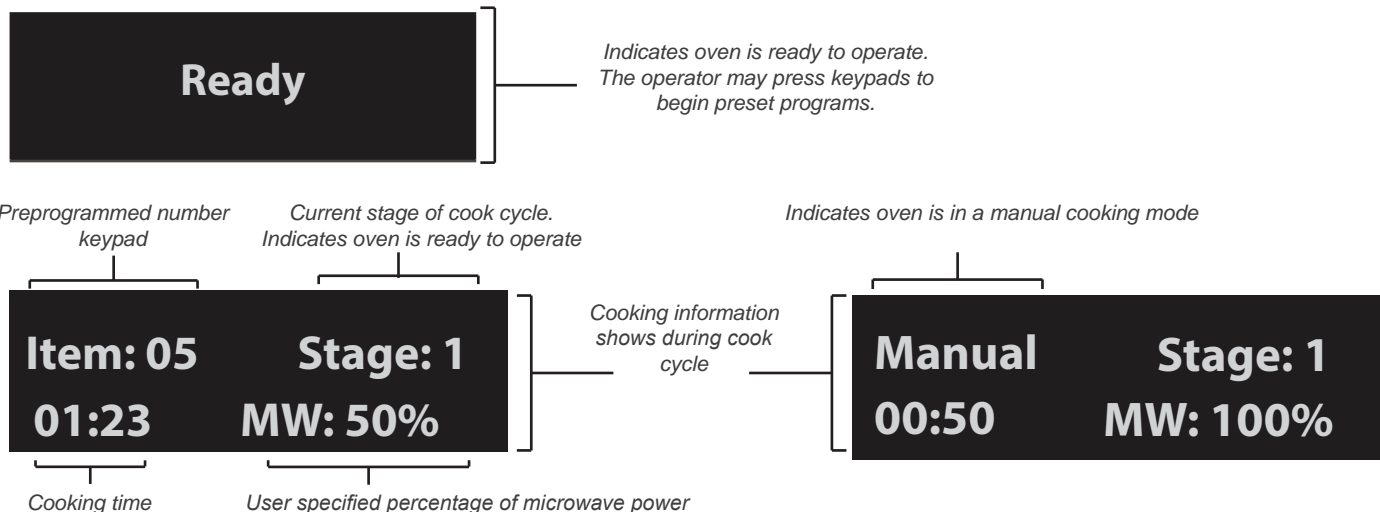 Ready
Indicates oven is ready to operate.
The operator may press keypads to
begin preset programs.
Preprogrammed number
keypad
Current stage of cook cycle.
Indicates oven is ready to operate
Indicates oven is in a manual cooking mode
Item: 05 Stage: 1
01:23 MW: 50%
Cooking information
shows during cook
cycle
Manual Stage: 1
00:50 MW: 100%
Cooking time
User specified percentage of microwave power